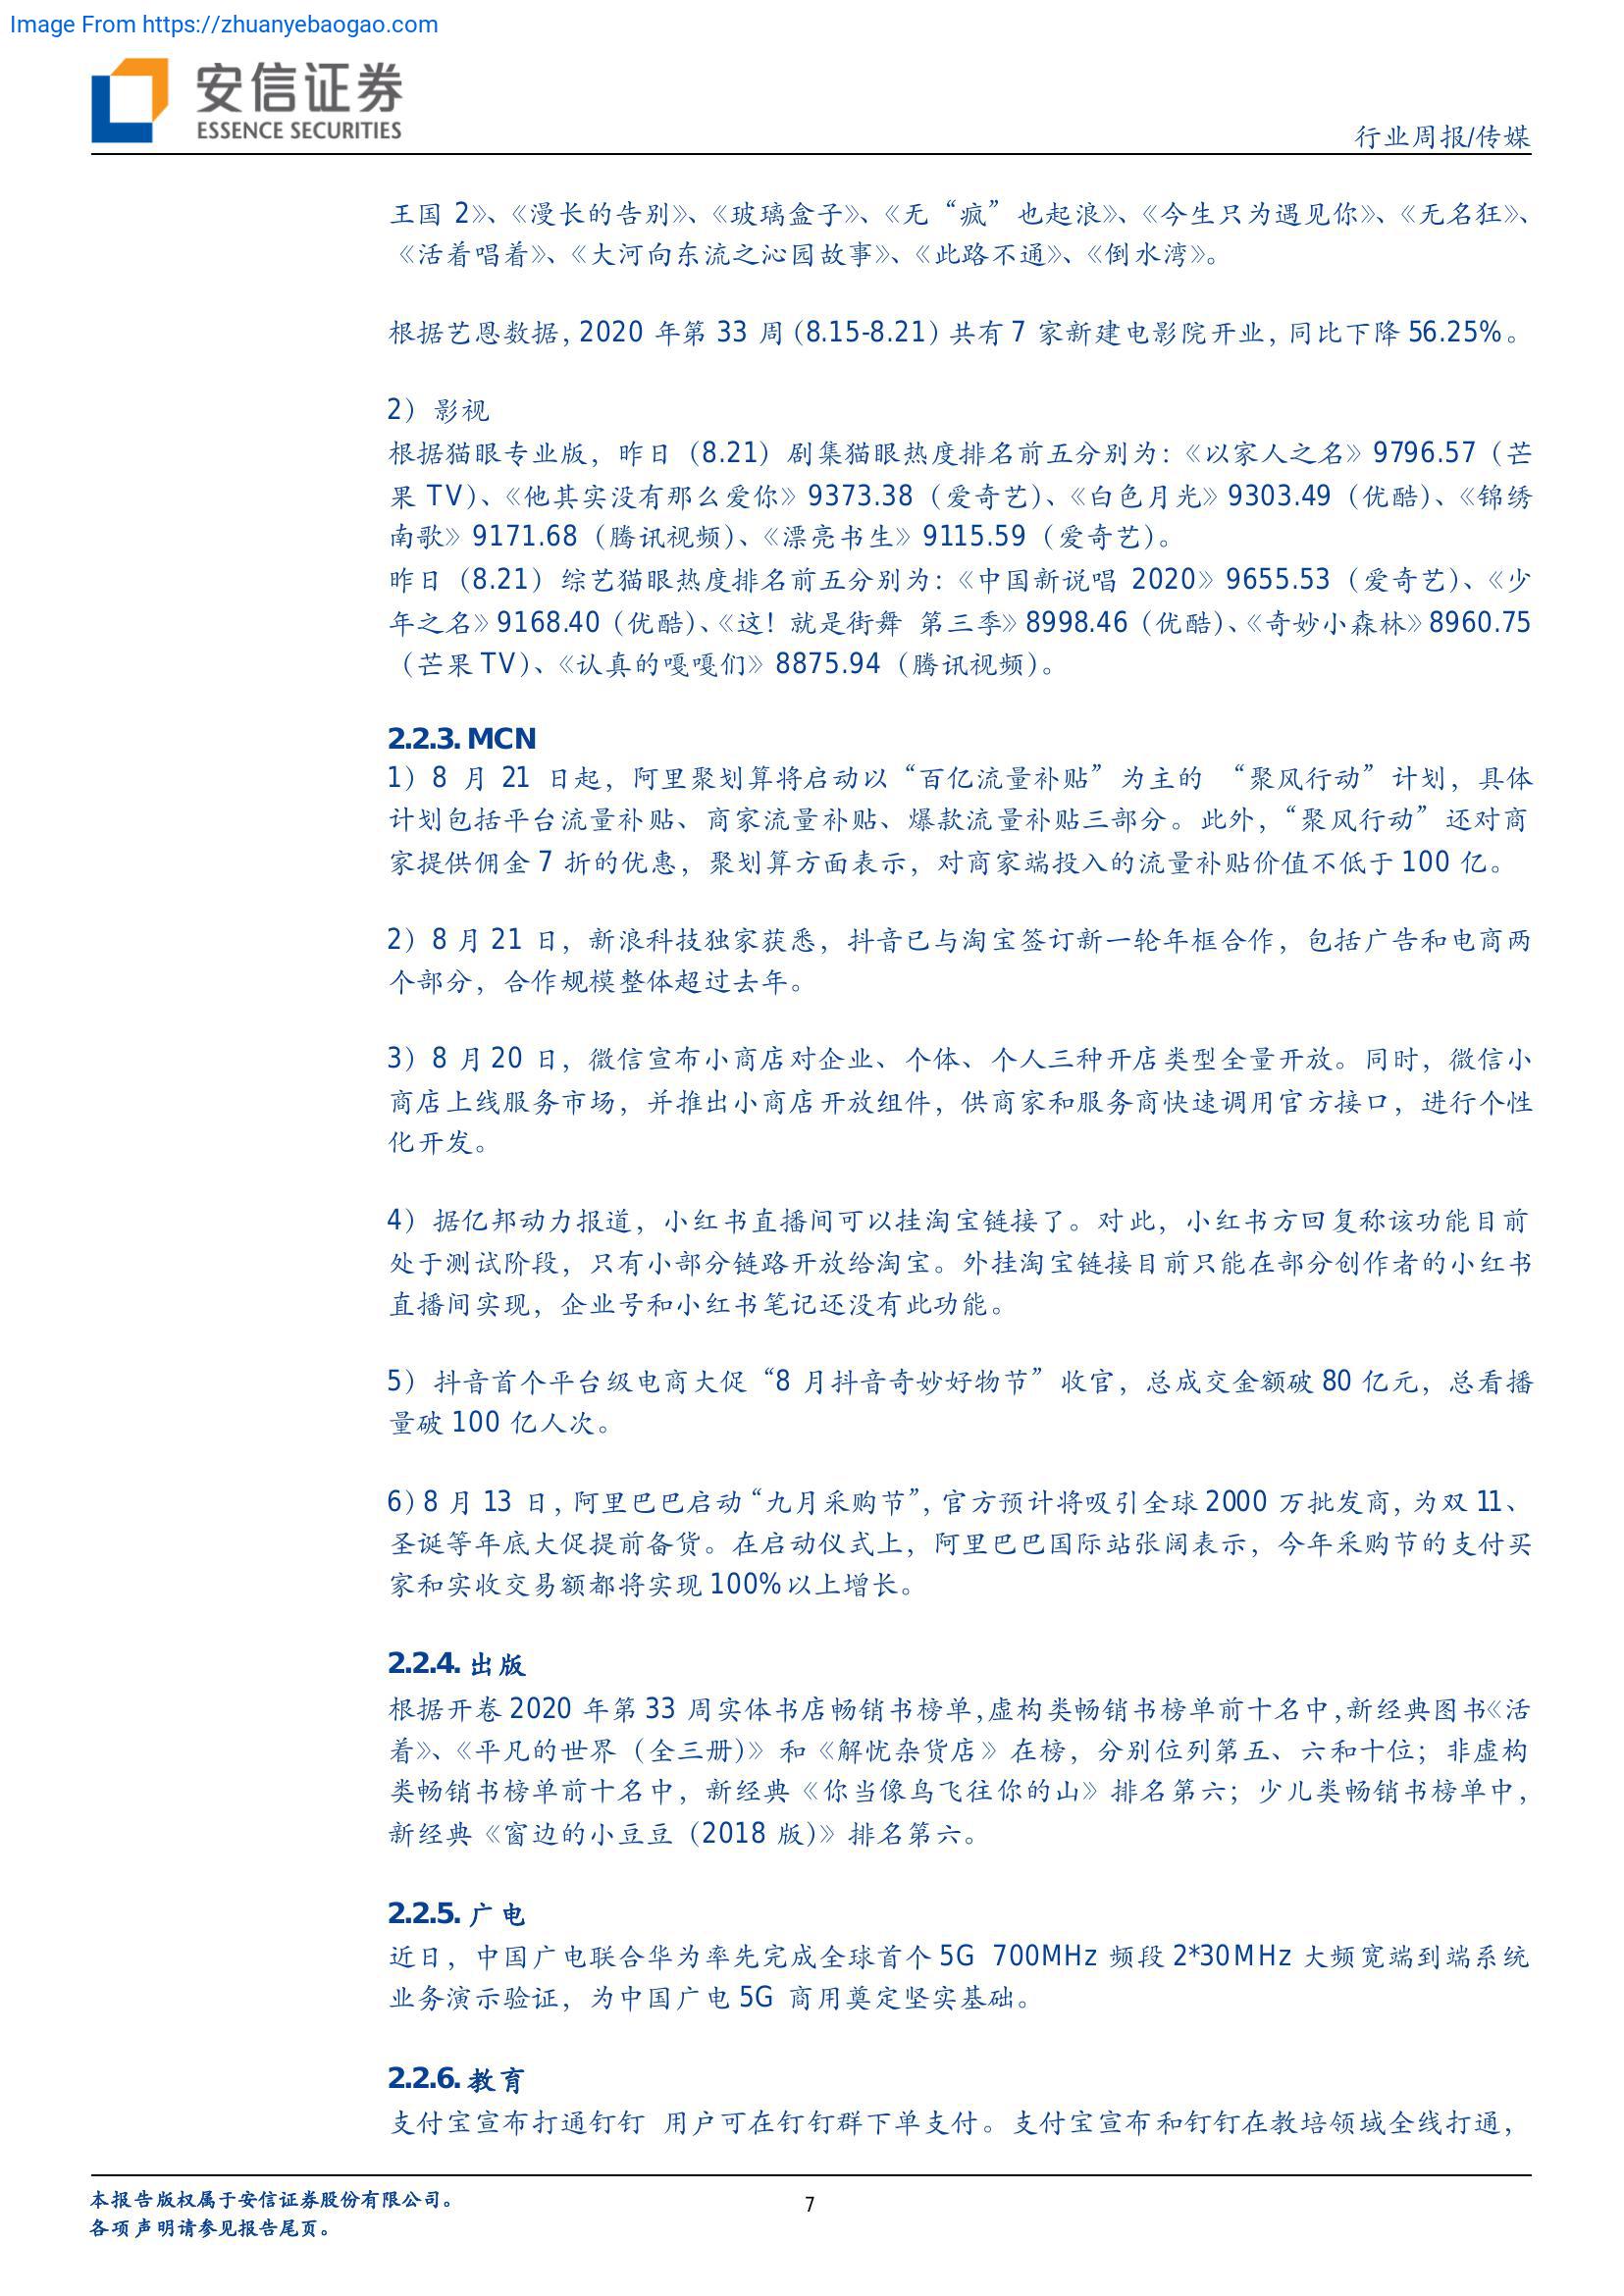 Image From https://zhuanyebaogao.com
安信证券
ESSENCE SECURITIES
行业周报/传媒
王国 2》、《漫长的告别》、《玻璃盒子》、《无“疯”也起浪》、《今生只为遇见你》、《无名狂》、
《活着唱着》、《大河向东流之沁园故事》、《此路不通》、《倒水湾》。
根据艺恩数据，2020 年第 33 周（8.15-8.21）共有 7 家新建电影院开业，同比下降 56.25%。
2）影视
根据猫眼专业版，昨日（8.21）剧集猫眼热度排名前五分别为：《以家人之名》9796.57（芒
果 TV）、《他其实没有那么爱你》9373.38（爱奇艺）、《白色月光》9303.49（优酷）、《锦绣
南歌》9171.68（腾讯视频）、《漂亮书生》9115.59（爱奇艺）。
昨日（8.21）综艺猫眼热度排名前五分别为：《中国新说唱 2020》9655.53（爱奇艺）、《少
年之名》9168.40（优酷）、《这！就是街舞 第三季》8998.46（优酷）、《奇妙小森林》8960.75
（芒果 TV）、《认真的嘎嘎们》8875.94（腾讯视频）。
2.2.3. MCN
1）8 月 21 日起，阿里聚划算将启动以“百亿流量补贴”为主的 “聚风行动”计划，具体
计划包括平台流量补贴、商家流量补贴、爆款流量补贴三部分。此外，“聚风行动”还对商
家提供佣金 7 折的优惠，聚划算方面表示，对商家端投入的流量补贴价值不低于 100 亿。
2）8 月 21 日，新浪科技独家获悉，抖音已与淘宝签订新一轮年框合作，包括广告和电商两
个部分，合作规模整体超过去年。
3）8 月 20 日，微信宣布小商店对企业、个体、个人三种开店类型全量开放。同时，微信小
商店上线服务市场，并推出小商店开放组件，供商家和服务商快速调用官方接口，进行个性
化开发。
4）据亿邦动力报道，小红书直播间可以挂淘宝链接了。对此，小红书方回复称该功能目前
处于测试阶段，只有小部分链路开放给淘宝。外挂淘宝链接目前只能在部分创作者的小红书
直播间实现，企业号和小红书笔记还没有此功能。
5）抖音首个平台级电商大促“8 月抖音奇妙好物节”收官，总成交金额破 80 亿元，总看播
量破 100 亿人次。
6）8 月 13 日，阿里巴巴启动“九月采购节”，官方预计将吸引全球 2000 万批发商，为双 11、
圣诞等年底大促提前备货。在启动仪式上，阿里巴巴国际站张阔表示，今年采购节的支付买
家和实收交易额都将实现 100%以上增长。
2.2.4. 出版
根据开卷 2020 年第 33 周实体书店畅销书榜单，虚构类畅销书榜单前十名中，新经典图书《活
着》、《平凡的世界（全三册）》和《解忧杂货店》在榜，分别位列第五、六和十位；非虚构
类畅销书榜单前十名中，新经典《你当像鸟飞往你的山》排名第六；少儿类畅销书榜单中，
新经典《窗边的小豆豆（2018 版）》排名第六。
2.2.5. 广电
近日，中国广电联合华为率先完成全球首个 5G 700MHz 频段 2*30MHz 大频宽端到端系统
业务演示验证，为中国广电 5G 商用奠定坚实基础。
2.2.6. 教育
支付宝宣布打通钉钉 用户可在钉钉群下单支付。支付宝宣布和钉钉在教培领域全线打通，
本报告版权属于安信证券股份有限公司。
7
各项声明请参见报告尾页。